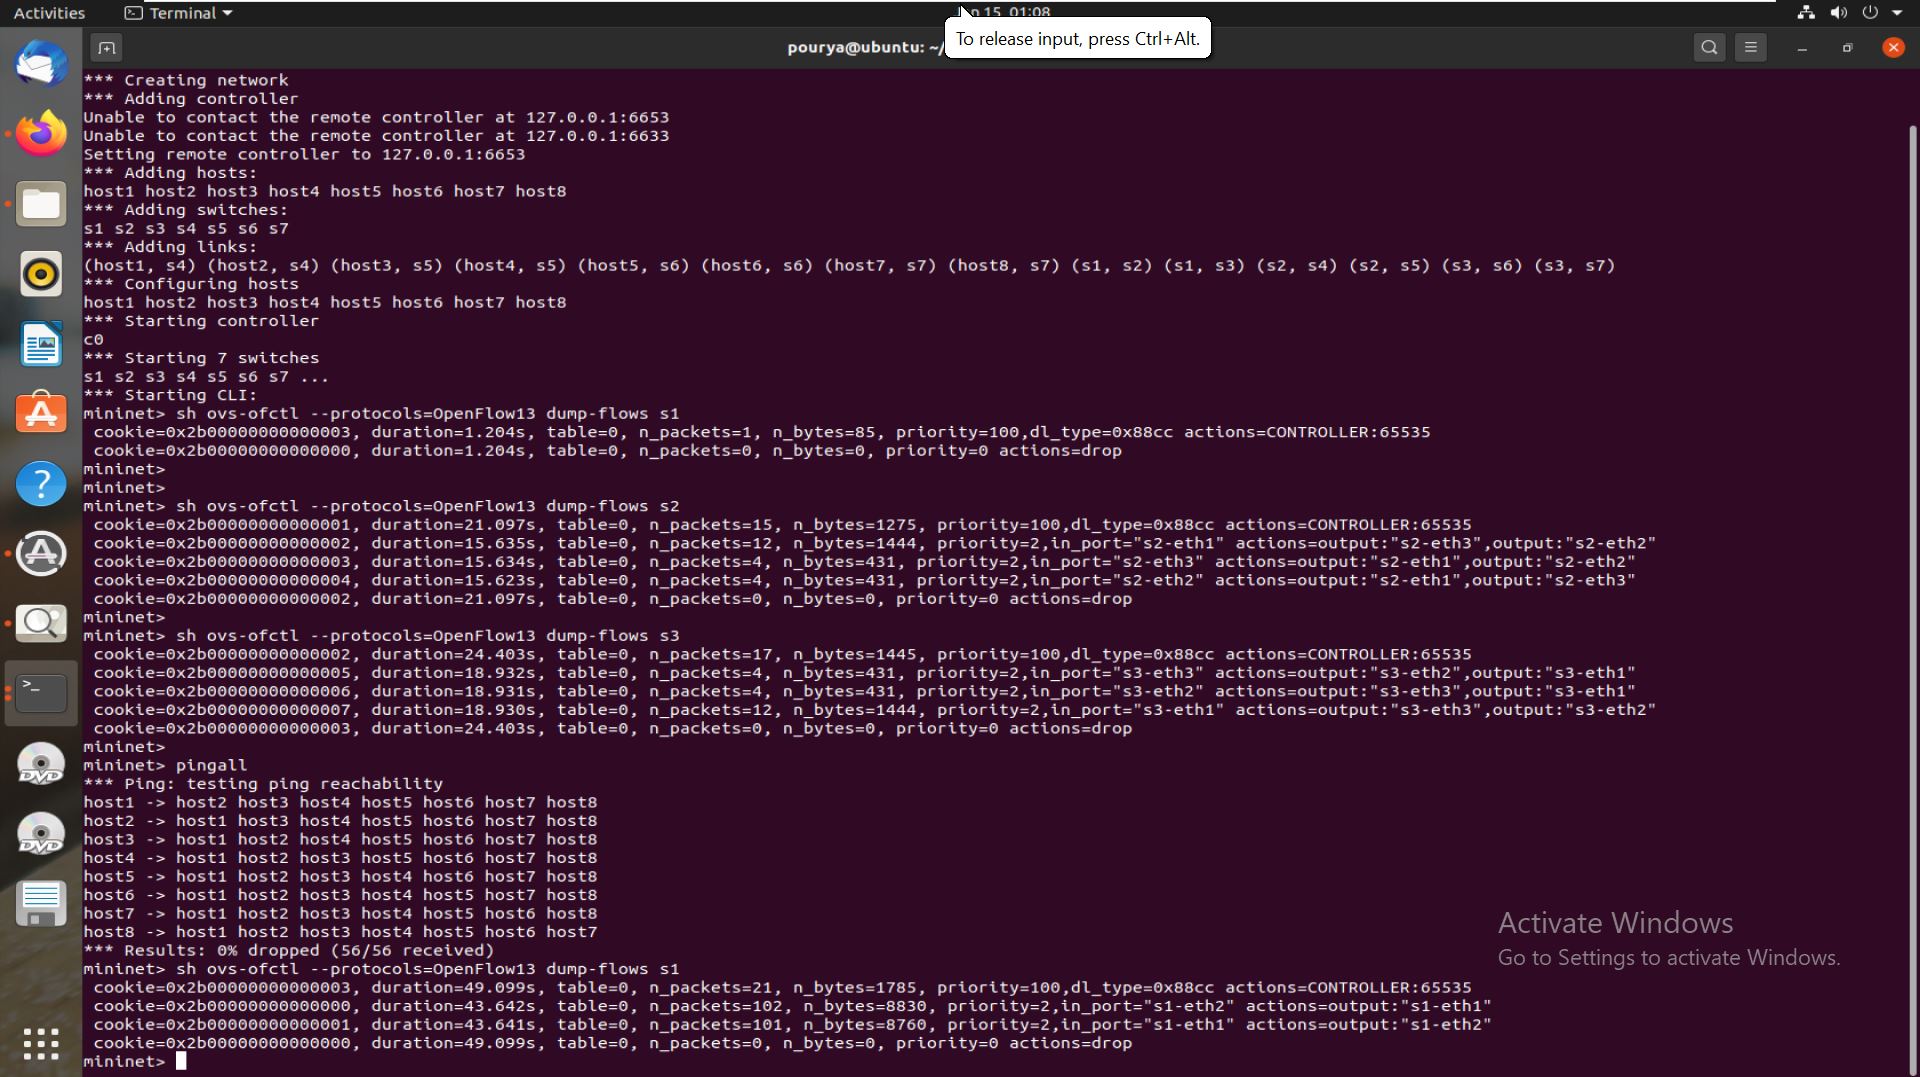 Activities
Terminal
15 01:08
To release input, press Ctrl+Alt.
pourya@ubuntu: ~/
*** Creating network
*** Adding controller
Unable to contact the remote controller at 127.0.0.1:6653
Unable to contact the remote controller at 127.0.0.1:6633
Setting remote controller to 127.0.0.1:6653
*** Adding hosts:
host1 host2 host3 host4 host5 host6 host7 host8
*** Adding switches:
s1 s2 s3 s4 s5 s6 s7
*** Adding links:
(host1, s4) (host2, s4) (host3, s5) (host4, s5) (host5, s6) (host6, s6) (host7, s7) (host8, s7) (s1, s2) (s1, s3) (s2, s4) (s2, s5) (s3, s6) (s3, s7)
*** Configuring hosts
host1 host2 host3 host4 host5 host6 host7 host8
*** Starting controller
c0
*** Starting 7 switches
s1 s2 s3 s4 s5 s6 s7 ...
*** Starting CLI:
mininet> sh ovs-ofctl --protocols=OpenFlow13 dump-flows s1
cookie=0x2b00000000000003, duration=1.204s, table=0, n_packets=1, n_bytes=85, priority=100,dl_type=0x88cc actions=CONTROLLER:65535
cookie=0x2b00000000000000, duration=1.204s, table=0, n_packets=0, n_bytes=0, priority=0 actions=drop
mininet>
mininet>
mininet> sh ovs-ofctl --protocols=OpenFlow13 dump-flows s2
cookie=0x2b00000000000001, duration=21.097s, table=0, n_packets=15, n_bytes=1275, priority=100,dl_type=0x88cc actions=CONTROLLER:65535
cookie=0x2b00000000000002, duration=15.635s, table=0, n_packets=12, n_bytes=1444, priority=2,in_port="s2-eth1" actions=output:"s2-eth3",output:"s2-eth2"
cookie=0x2b00000000000003, duration=15.634s, table=0, n_packets=4, n_bytes=431, priority=2,in_port="s2-eth3" actions=output:"s2-eth1",output:"s2-eth2"
cookie=0x2b00000000000004, duration=15.623s, table=0, n_packets=4, n_bytes=431, priority=2,in_port="s2-eth2" actions=output:"s2-eth1",output:"s2-eth3"
cookie=0x2b00000000000002, duration=21.097s, table=0, n_packets=0, n_bytes=0, priority=0 actions=drop
mininet>
mininet> sh ovs-ofctl --protocols=OpenFlow13 dump-flows s3
cookie=0x2b00000000000002, duration=24.403s, table=0, n_packets=17, n_bytes=1445, priority=100,dl_type=0x88cc actions=CONTROLLER:65535
cookie=0x2b00000000000005, duration=18.932s, table=0, n_packets=4, n_bytes=431, priority=2,in_port="s3-eth3" actions=output:"s3-eth2",output:"s3-eth1"
cookie=0x2b00000000000006, duration=18.931s, table=0, n_packets=4, n_bytes=431, priority=2,in_port="s3-eth2" actions=output:"s3-eth3",output:"s3-eth1"
cookie=0x2b00000000000007, duration=18.930s, table=0, n_packets=12, n_bytes=1444, priority=2,in_port="s3-eth1" actions=output:"s3-eth3",output:"s3-eth2"
cookie=0x2b00000000000003, duration=24.403s, table=0, n_packets=0, n_bytes=0, priority=0 actions=drop
mininet>
mininet> pingall
*** Ping: testing ping reachability
host1 -> host2 host3 host4 host5 host6 host7 host8
host2 -> host1 host3 host4 host5 host6 host7 host8
host3 -> host1 host2 host4 host5 host6 host7 host8
host4 -> host1 host2 host3 host5 host6 host7 host8
host5 -> host1 host2 host3 host4 host6 host7 host8
host6 -> host1 host2 host3 host4 host5 host7 host8
host7 -> host1 host2 host3 host4 host5 host6 host8
host8 -> host1 host2 host3 host4 host5 host6 host7
*** Results: 0% dropped (56/56 received)
mininet> sh ovs-ofctl --protocols=OpenFlow13 dump-flows s1
cookie=0x2b00000000000003, duration=49.099s, table=0, n_packets=21, n_bytes=1785, priority=100,dl_type=0x88cc actions=CONTROLLER:65535
cookie=0x2b00000000000000, duration=43.642s, table=0, n_packets=102, n_bytes=8830, priority=2,in_port="s1-eth2" actions=output:"s1-eth1"
cookie=0x2b00000000000001, duration=43.641s, table=0, n_packets=101, n_bytes=8760, priority=2,in_port="s1-eth1" actions=output:"s1-eth2"
cookie=0x2b00000000000000, duration=49.099s, table=0, n_packets=0, n_bytes=0, priority=0 actions=drop
mininet>
DVD
DVD
Activate Windows
Go to Settings to activate Windows.